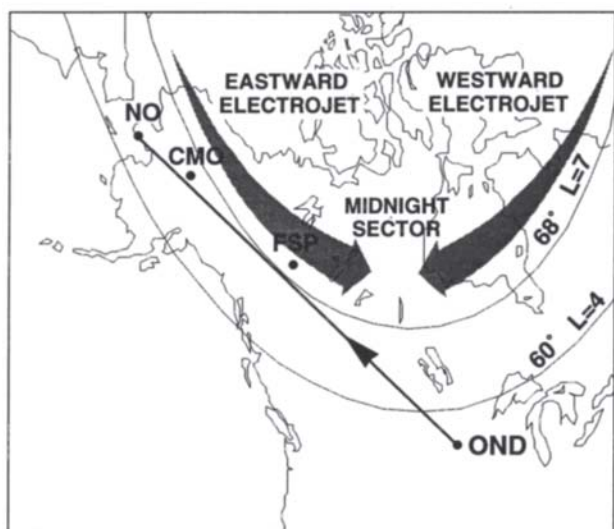 EASTWARD
ELECTROJET
WESTWARD
ELECTROJET
NO
CMO
MIDNIGHT
SECTOR
68° L=7
FSP
60° L=4
OND